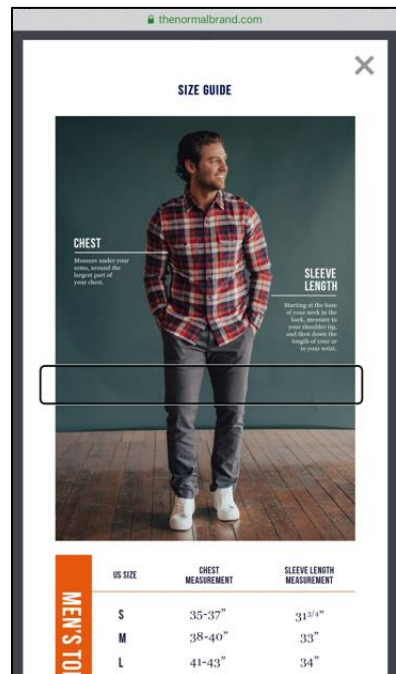 thenormalbrand.com
SIZE GUIDE
CHEST
Measure under your
arms, around the
largest part of
your chest.
SLEEVE
LENGTH
Starting at the base
of your neck in the
back, measure to
your shoulder tip,
and then down the
length of your ar
to your wrist.
MEN'S TO
US SIZE CHEST MEASUREMENT SLEEVE LENGTH MEASUREMENT
S 35-37” 31 3/4”
M 38-40” 33”
L 41-43” 34”